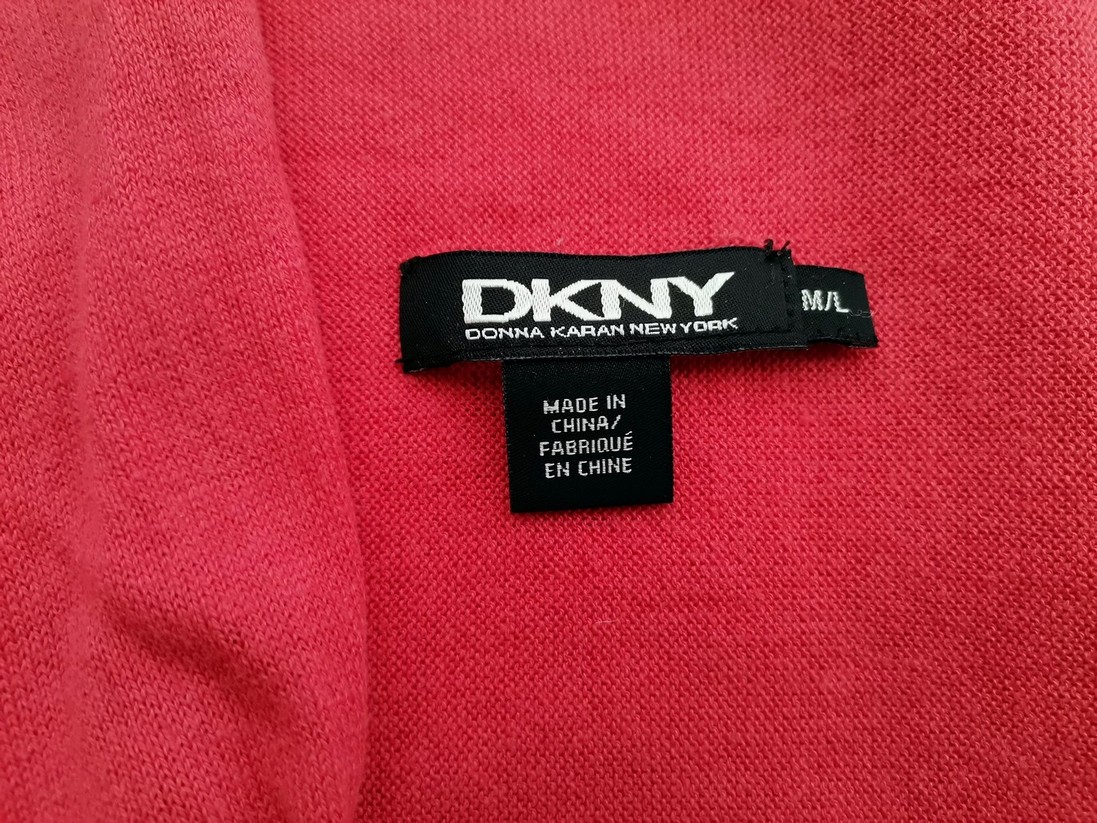 DKNY
DONNA KARAN NEW YORK
M/L
MADE IN
CHINA/
FABRIQUÉ
EN CHINE